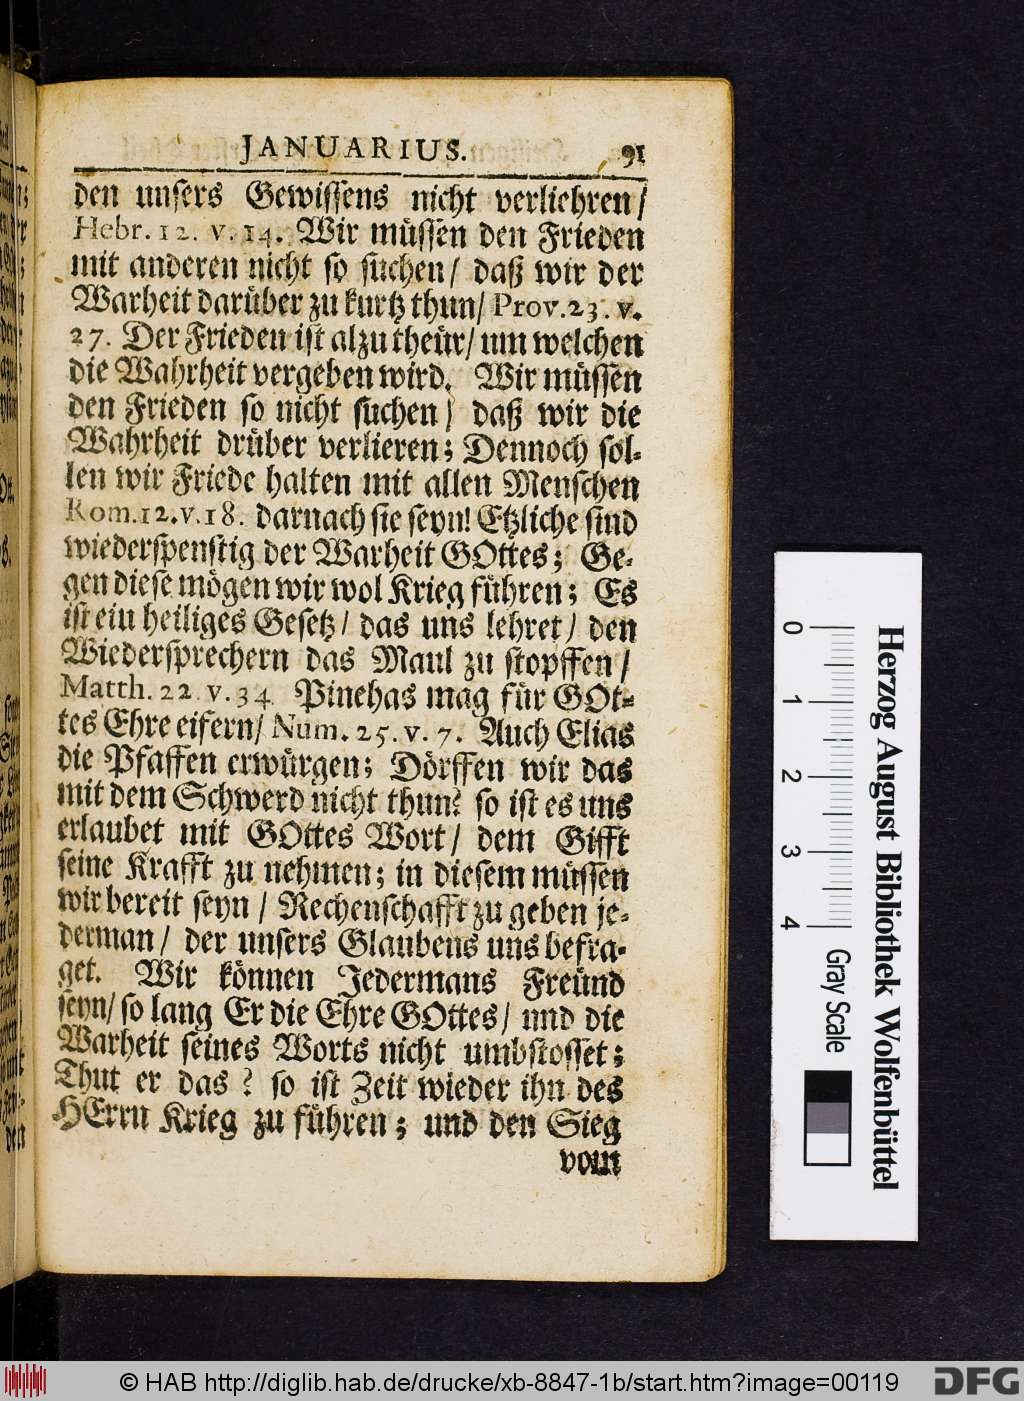 JANUARIUS. 91
den unsers Gewissens nicht verliehren/
Hebr. 12. v. 14. Wir müssen den Frieden
mit anderen nicht so suchen/ daß wir der
Warheit darüber zu kurtz thun/ Prov. 23. v.
27. Der Frieden ist alzu theür/ um welchen
die Wahrheit vergeben wird. Wir müssen
den Frieden so nicht suchen/ daß wir die
Wahrheit drüber verlieren; Dennoch sol-
len wir Friede halten mit allen Menschen
Rom. 12. v. 18. darnach sie seyn! Etzliche sind
wiederspenstig der Warheit GOttes; Ge-
gen diese mögen wir wol Krieg führen; Es
ist eiu heiliges Gesetz/ das uns lehret/ den
Wiedersprechern das Maul zu stopffen/
Matth. 22. v. 34 Pinehas mag für GOt-
tes Ehre eifern/ Num. 25. v. 7. Auch Elias
die Pfaffen erwürgen; Dörffen wir das
mit dem Schwerd nicht thun? so ist es uns
erlaubet mit GOttes Wort/ dem Gifft
seine Krafft zu nehmen; in diesem müssen
wir bereit seyn/ Rechenschafft zu geben je-
derman/ der unsers Glaubens uns befra-
get. Wir können Jedermans Freünd
seyn/ so lang Er die Ehre GOttes/ und die
Warheit seines Worts nicht umbstosset;
Thut er das? so ist Zeit wieder ihn des
HErrn Krieg zu führen; und den Sieg
vom
0 1 2 3 4
Gray Scale
Herzog August Bibliothek Wolfenbüttel
© HAB http://diglib.hab.de/drucke/xb-8847-1b/start.htm?image=00119
DFG